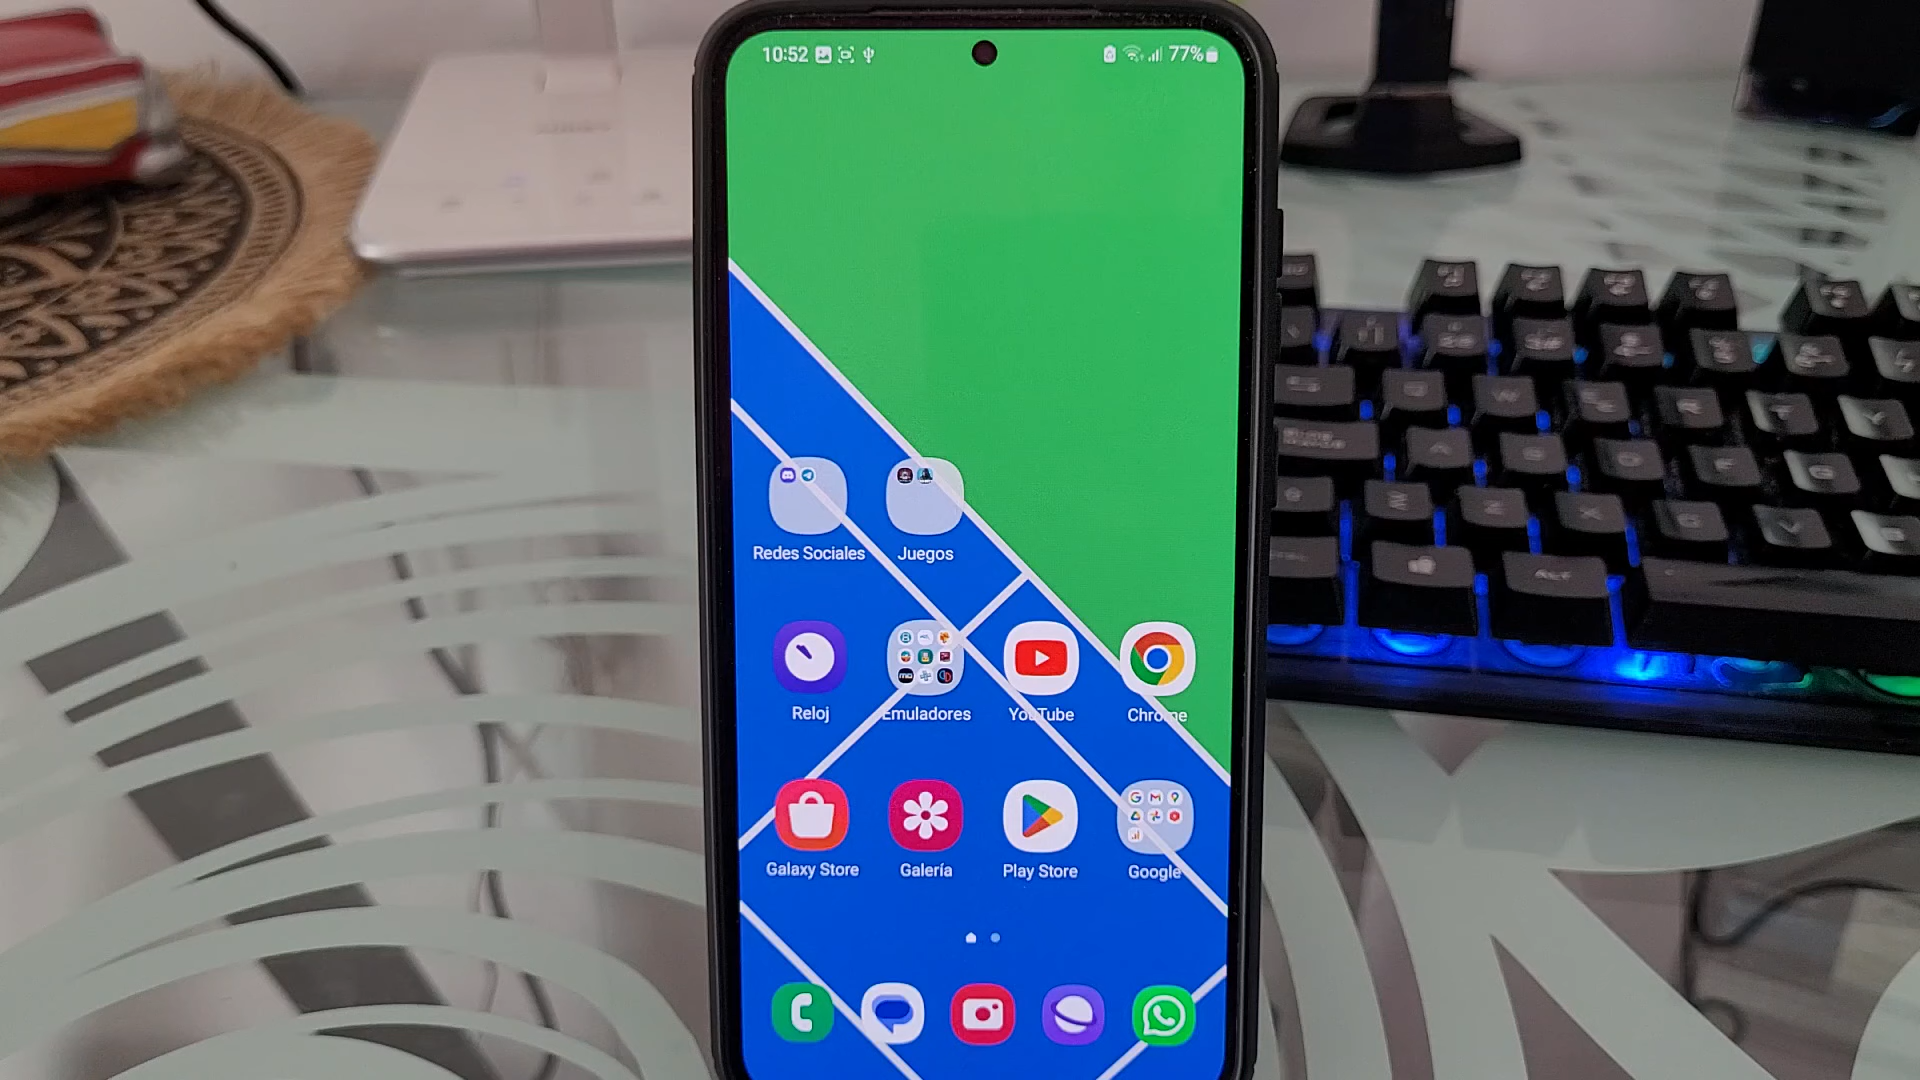 10:52 77%
Redes Sociales Juegos
Reloj Emuladores YouTube Chrome
Galaxy Store Galería Play Store Google